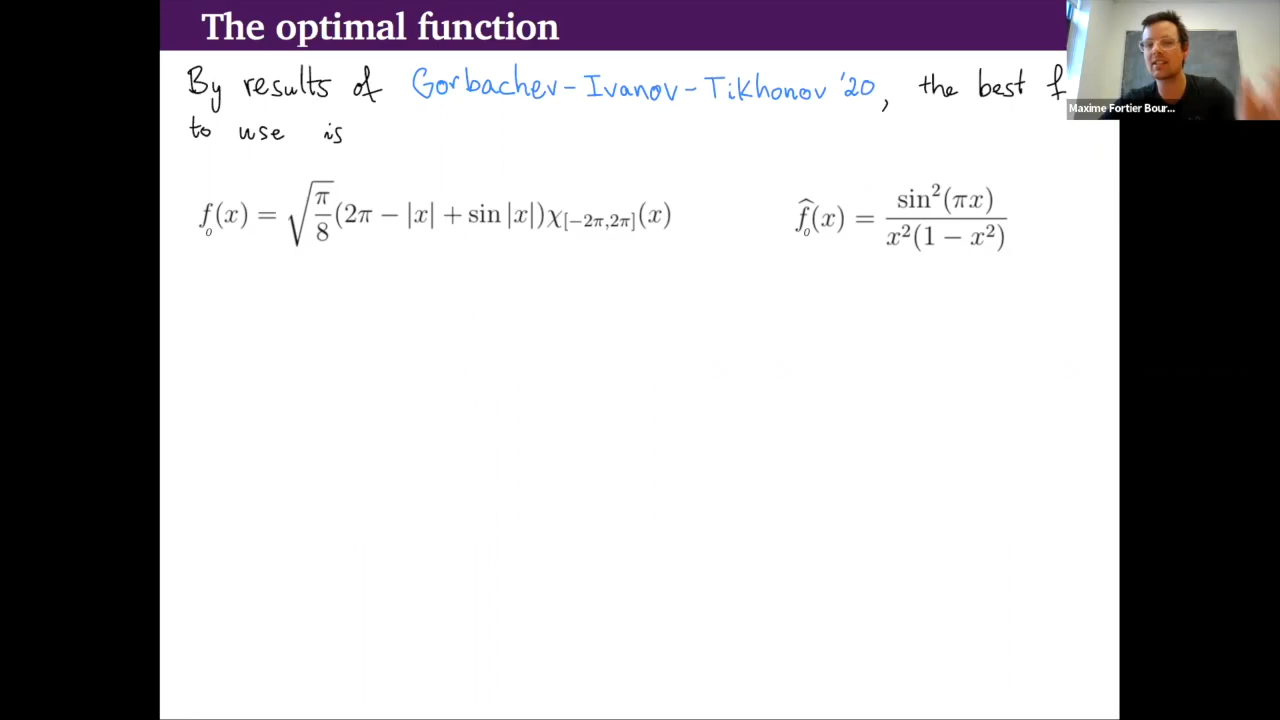 The optimal function
By results of Gorbachev-Ivanov-Tikhonov '20, the best f
to use is
f₀(x) = √(π/8) (2π − |x| + sin |x|)χ_[−2π,2π](x)
f̂₀(x) = sin²(πx) / x²(1 − x²)
Maxime Fortier Bour...